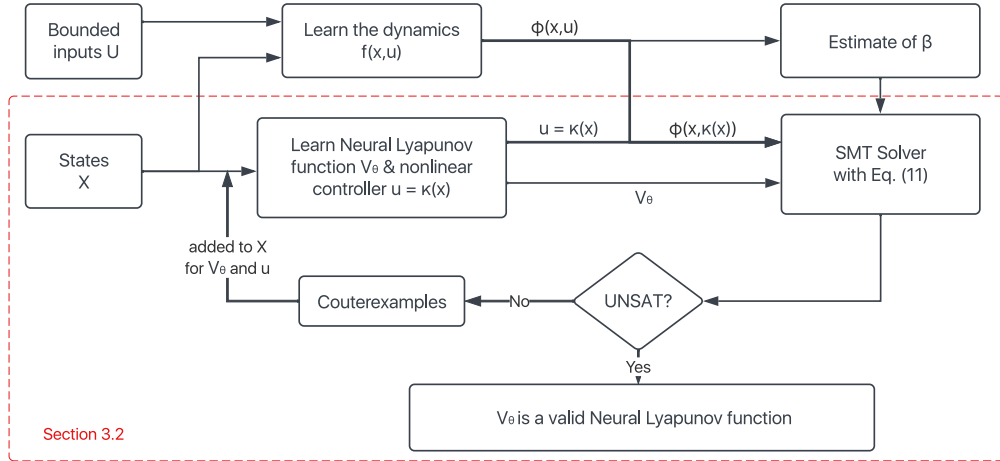 Bounded
inputs U
Learn the dynamics
f(x,u)
ϕ(x,u)
Estimate of β
States
X
Learn Neural Lyapunov
function Vθ & nonlinear
controller u = κ(x)
u = κ(x)
ϕ(x,κ(x))
Vθ
SMT Solver
with Eq. (11)
added to X
for Vθ and u
Couterexamples
No
UNSAT?
Yes
Vθ is a valid Neural Lyapunov function
Section 3.2